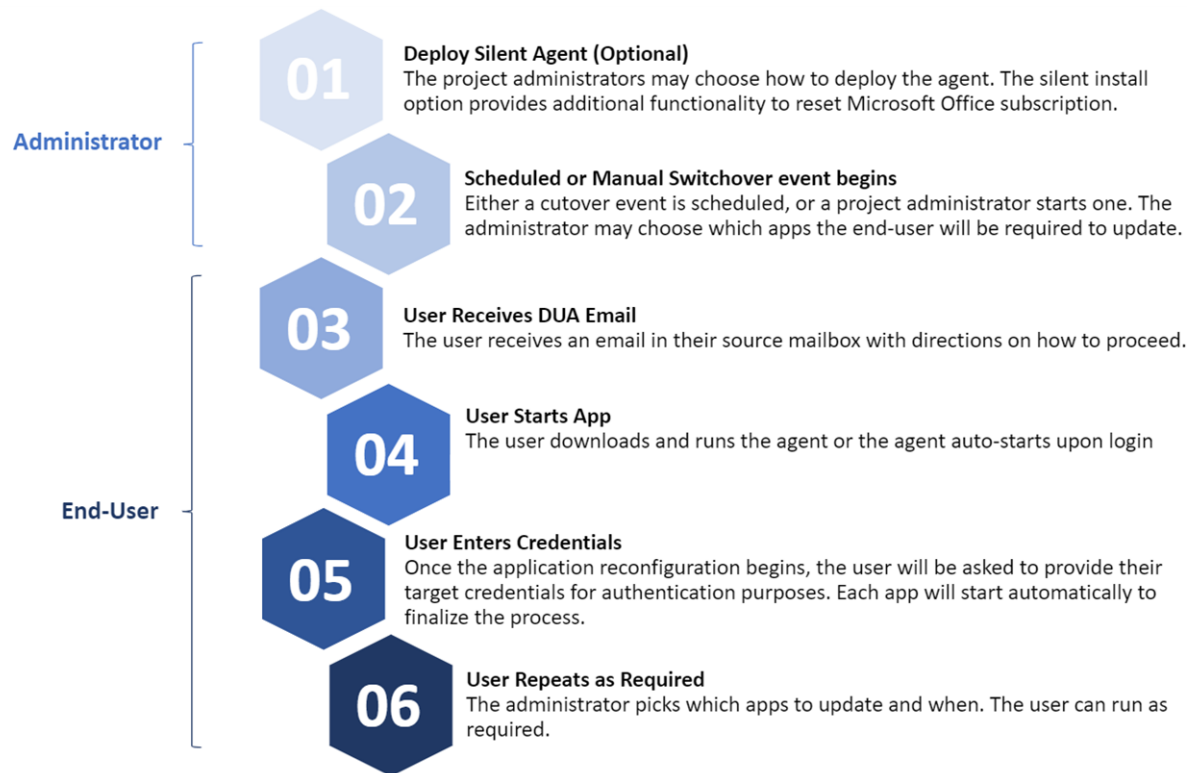 01
Deploy Silent Agent (Optional)
The project administrators may choose how to deploy the agent. The silent install
option provides additional functionality to reset Microsoft Office subscription.
Administrator
02
Scheduled or Manual Switchover event begins
Either a cutover event is scheduled, or a project administrator starts one. The
administrator may choose which apps the end-user will be required to update.
03
User Receives DUA Email
The user receives an email in their source mailbox with directions on how to proceed.
04
User Starts App
The user downloads and runs the agent or the agent auto-starts upon login
End-User
05
User Enters Credentials
Once the application reconfiguration begins, the user will be asked to provide their
target credentials for authentication purposes. Each app will start automatically to
finalize the process.
06
User Repeats as Required
The administrator picks which apps to update and when. The user can run as
required.